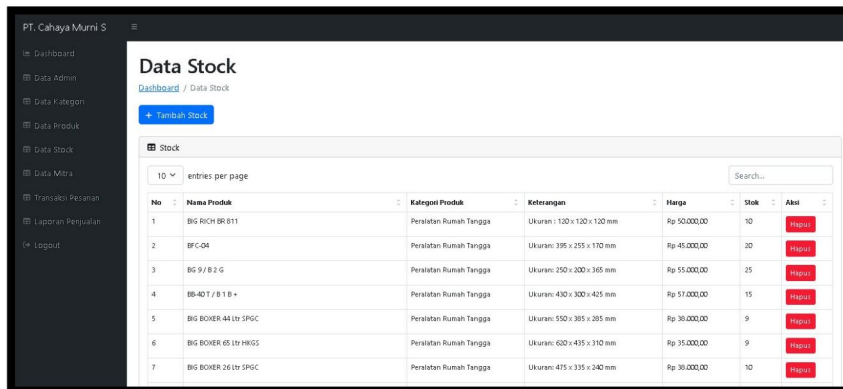 PT. Cahaya Murni S
Dashboard
Data Admin
Data Kategori
Data Produk
Data Stock
Data Mitra
Transaksi Pesanan
Laporan Penjualan
Logout
Data Stock
Dashboard / Data Stock
+ Tambah Stock
Stock
10 entries per page
Search...
No Nama Produk Kategori Produk Keterangan Harga Stok Aksi
1 BIG RICH BR 811 Peralatan Rumah Tangga Ukuran : 120 x 120 x 120 mm Rp 50.000,00 10 Hapus
2 BFC-04 Peralatan Rumah Tangga Ukuran: 395 x 255 x 170 mm Rp 45.000,00 20 Hapus
3 BG 9 / B 2 G Peralatan Rumah Tangga Ukuran: 250 x 200 x 365 mm Rp 55.000,00 25 Hapus
4 BB-40 T / B 1 B + Peralatan Rumah Tangga Ukuran: 430 x 300 x 425 mm Rp 57.000,00 15 Hapus
5 BIG BOXER 44 Ltr SPGC Peralatan Rumah Tangga Ukuran: 550 x 385 x 285 mm Rp 38.000,00 9 Hapus
6 BIG BOXER 65 Ltr HKGS Peralatan Rumah Tangga Ukuran: 620 x 435 x 310 mm Rp 35.000,00 9 Hapus
7 BIG BOXER 26 Ltr SPGC Peralatan Rumah Tangga Ukuran: 475 x 335 x 240 mm Rp 38.000,00 10 Hapus